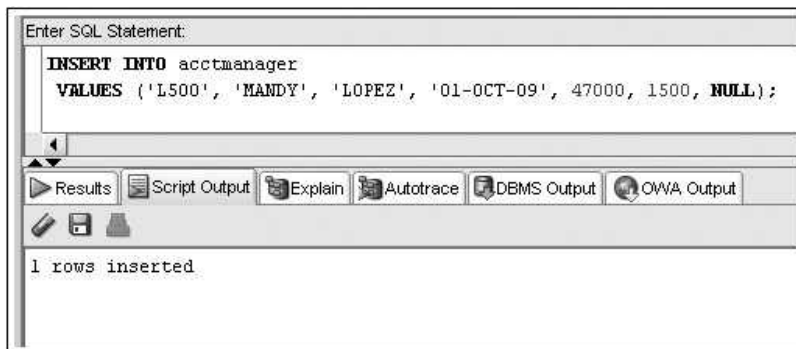 Enter SQL Statement:
INSERT INTO acctmanager
VALUES ('L500', 'MANDY', 'LOPEZ', '01-OCT-09', 47000, 1500, NULL);
Results Script Output Explain Autotrace DBMS Output OWA Output
1 rows inserted